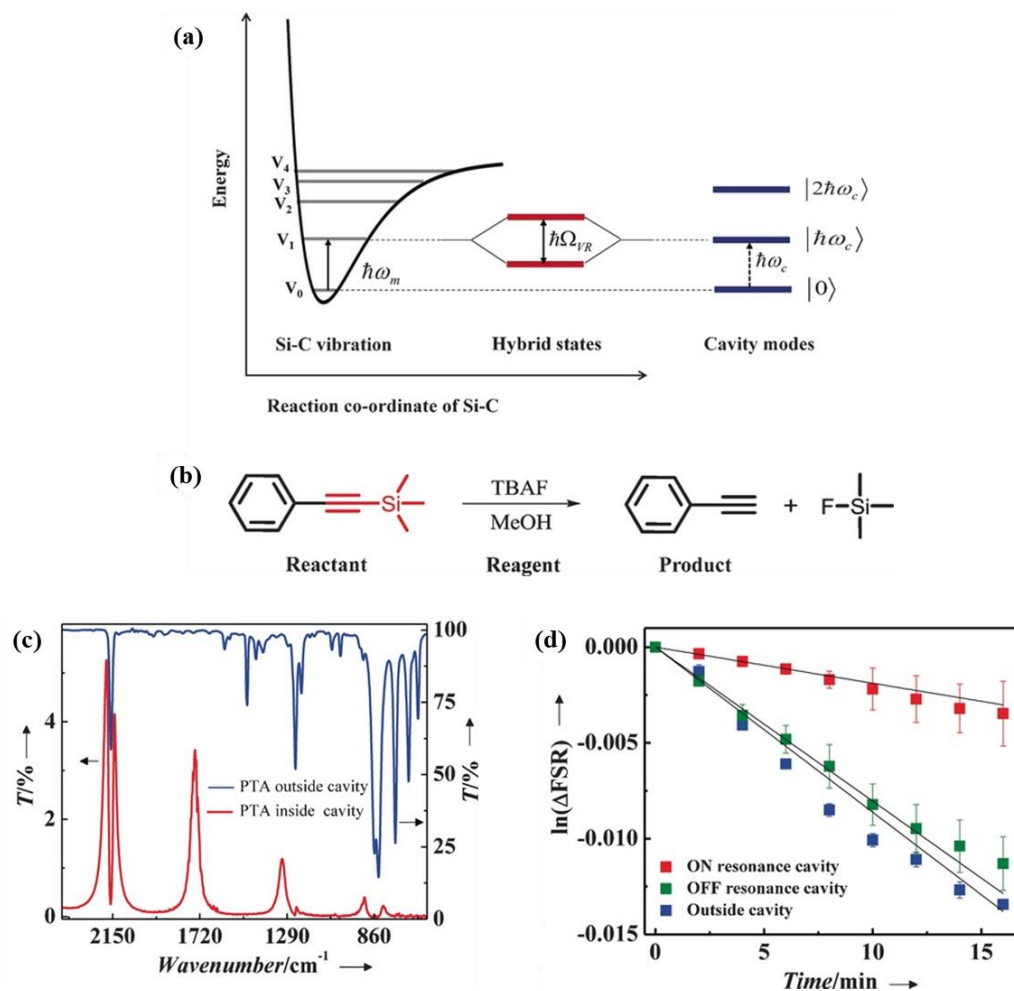 (a)
Energy
V₄
V₃
V₂
V₁
V₀
ħωₘ
ħΩ_VR
|2ħω_c⟩
|ħω_c⟩
ħω_c
|0⟩
Si-C vibration
Hybrid states
Cavity modes
Reaction co-ordinate of Si-C
(b)
Si
TBAF
MeOH
+
F–Si
Reactant
Reagent
Product
(c)
T/%
4
2
0
2150
1720
1290
860
Wavenumber/cm⁻¹
100
75
50
25
0
T/%
PTA outside cavity
PTA inside cavity
(d)
ln(ΔFSR)
0.000
-0.005
-0.010
-0.015
0
5
10
15
Time/min
ON resonance cavity
OFF resonance cavity
Outside cavity